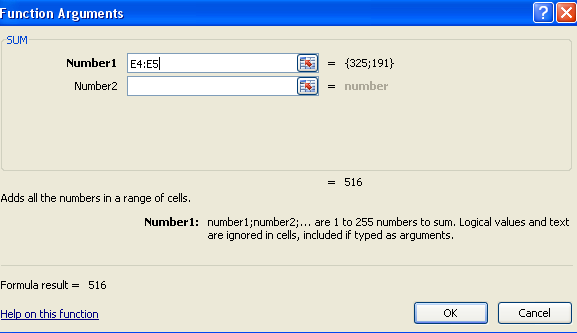 Function Arguments
SUM
Number1 E4:E5 = {325;191}
Number2 = number
= 516
Adds all the numbers in a range of cells.
Number1: number1;number2;... are 1 to 255 numbers to sum. Logical values and text
are ignored in cells, included if typed as arguments.
Formula result = 516
Help on this function
OK Cancel